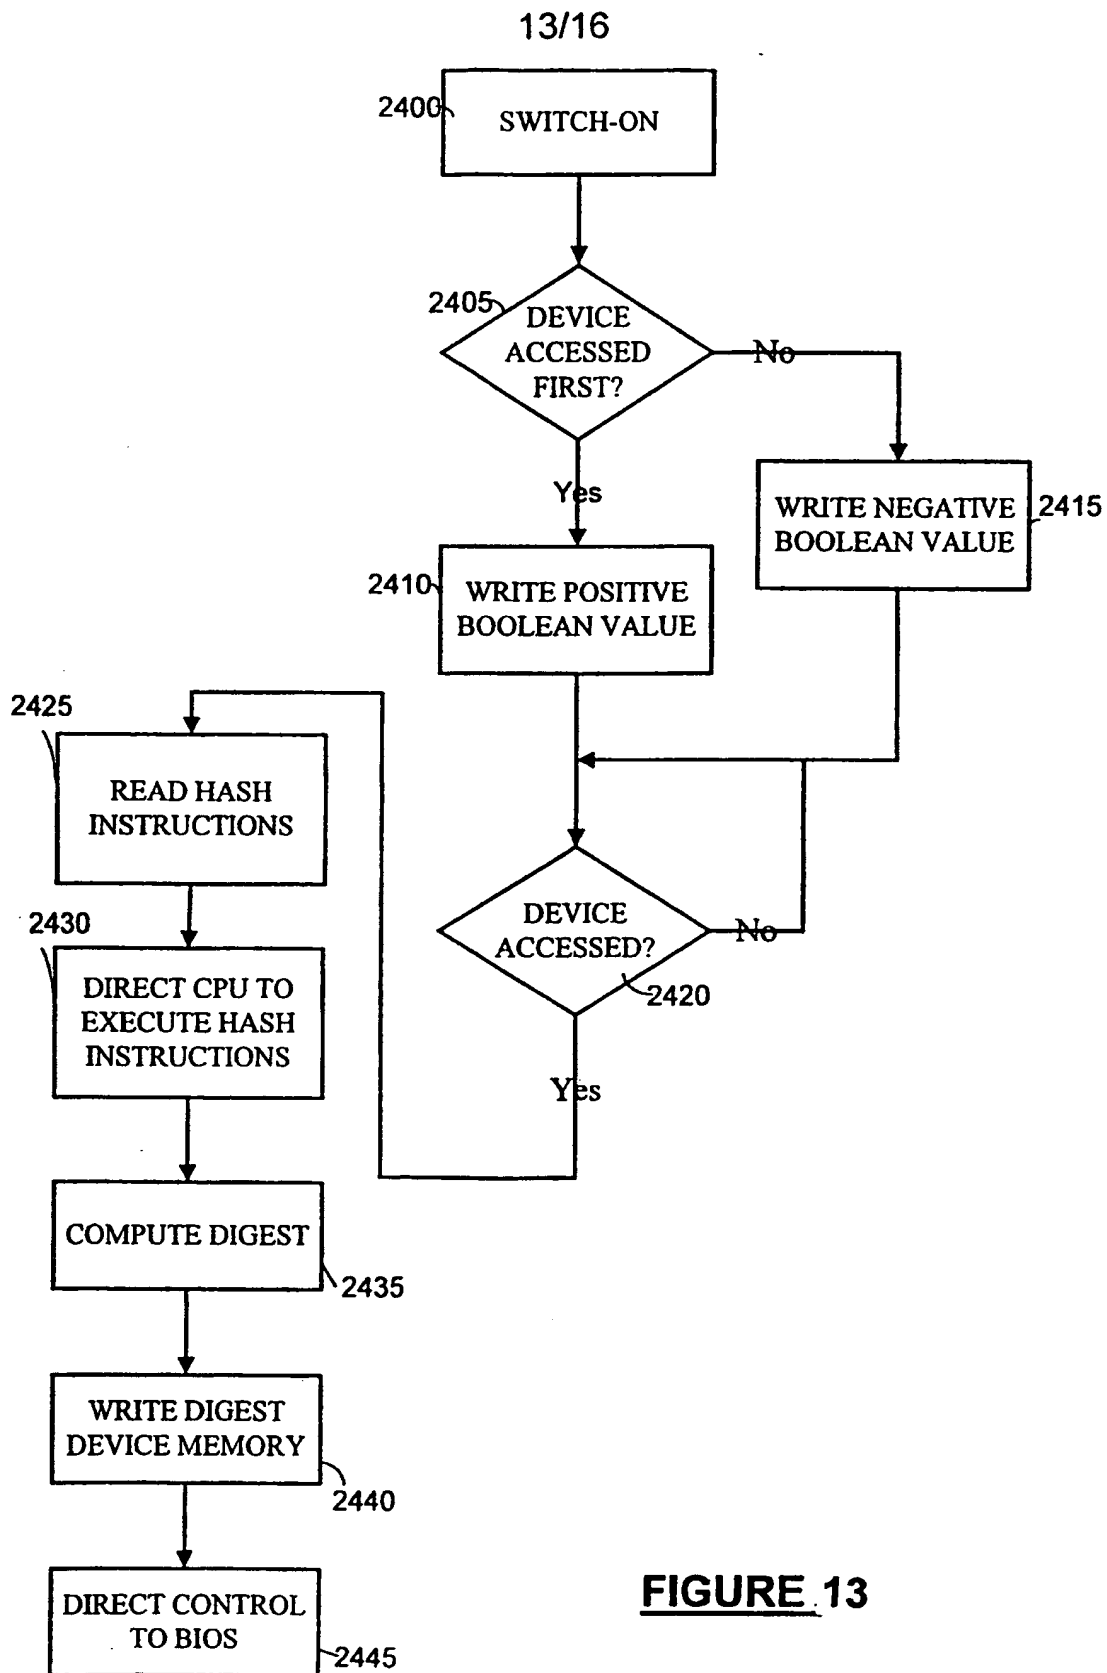 13/16
2400
SWITCH-ON
2405
DEVICE
ACCESSED
FIRST?
No
Yes
WRITE NEGATIVE
BOOLEAN VALUE
2415
2410
WRITE POSITIVE
BOOLEAN VALUE
2425
READ HASH
INSTRUCTIONS
DEVICE
ACCESSED?
No
2420
Yes
2430
DIRECT CPU TO
EXECUTE HASH
INSTRUCTIONS
COMPUTE DIGEST
2435
WRITE DIGEST
DEVICE MEMORY
2440
DIRECT CONTROL
TO BIOS
2445
FIGURE 13